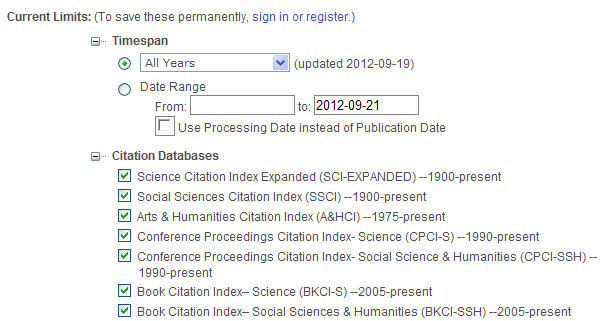 Current Limits: (To save these permanently, sign in or register.)
Timespan
All Years (updated 2012-09-19)
Date Range
From: to: 2012-09-21
Use Processing Date instead of Publication Date
Citation Databases
Science Citation Index Expanded (SCI-EXPANDED) --1900-present
Social Sciences Citation Index (SSCI) --1900-present
Arts & Humanities Citation Index (A&HCI) --1975-present
Conference Proceedings Citation Index- Science (CPCI-S) --1990-present
Conference Proceedings Citation Index- Social Science & Humanities (CPCI-SSH) --
1990-present
Book Citation Index– Science (BKCI-S) --2005-present
Book Citation Index– Social Sciences & Humanities (BKCI-SSH) --2005-present